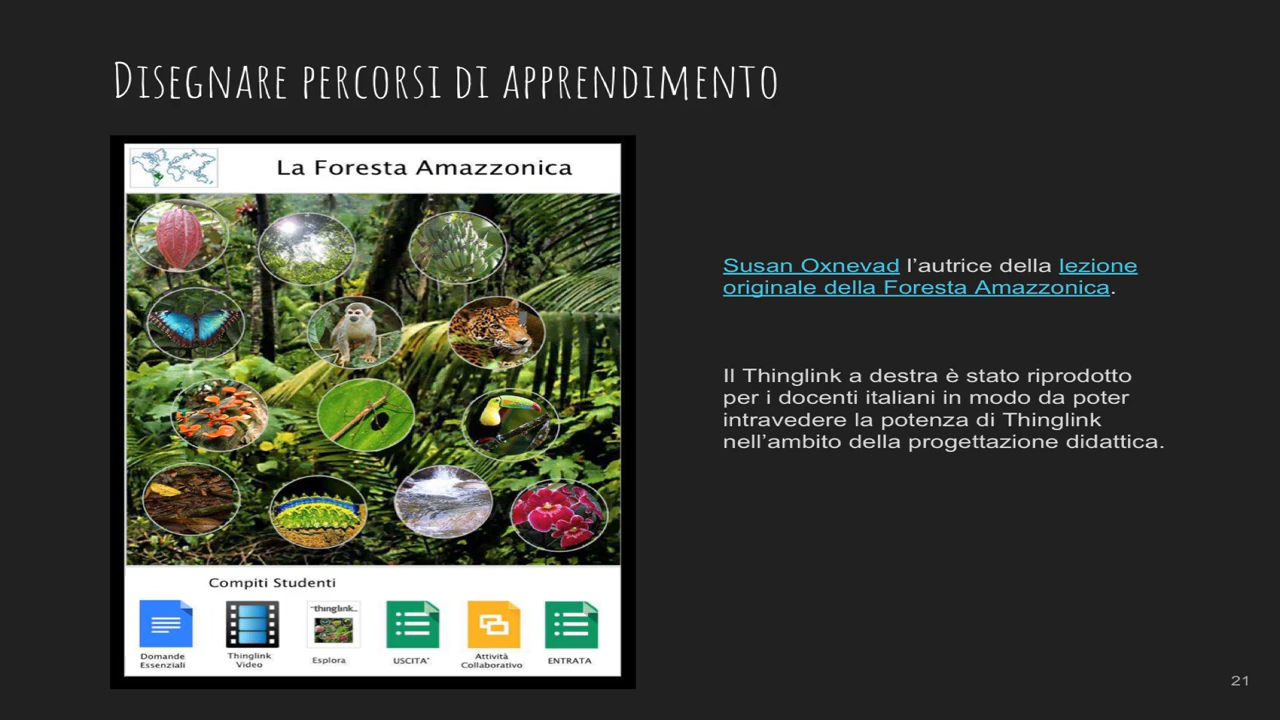 Disegnare percorsi di apprendimento
La Foresta Amazzonica
Susan Oxnevad l'autrice della lezione
originale della Foresta Amazzonica.
Il Thinglink a destra è stato riprodotto
per i docenti italiani in modo da poter
intravedere la potenza di Thinglink
nell'ambito della progettazione didattica.
Compiti Studenti
thinglink..
Domande
Essenziali
Thinglink
Video
Esplora
USCITA'
Attività
Collaborativo
ENTRATA
21